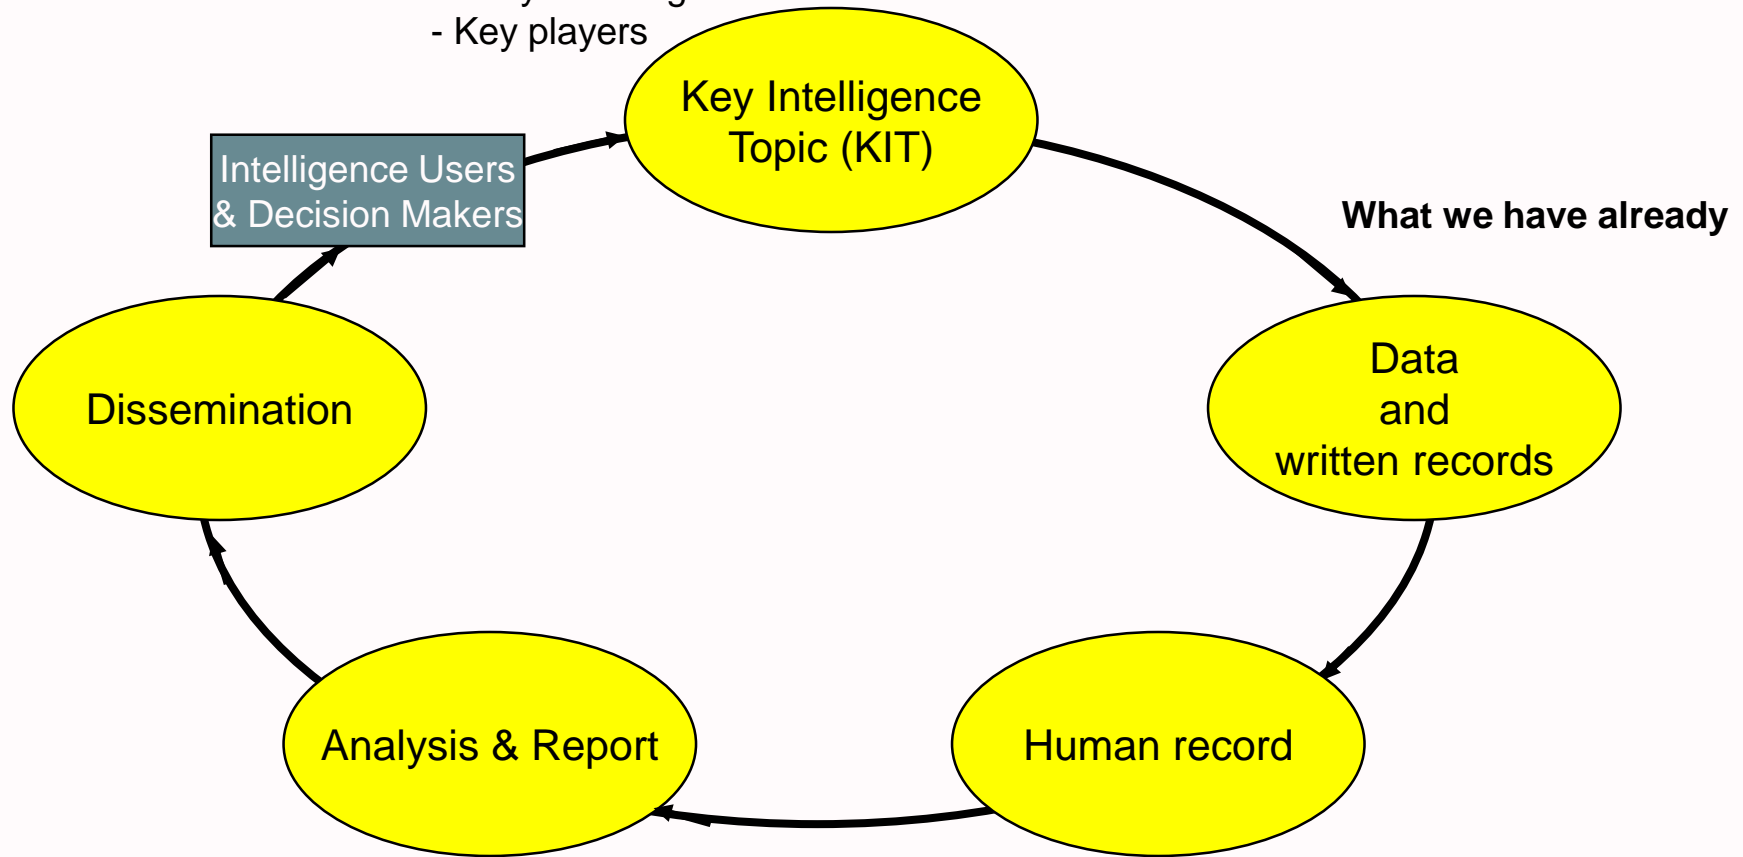 - Key players
Key Intelligence
Topic (KIT)
Intelligence Users
& Decision Makers
What we have already
Data
and
written records
Dissemination
Analysis & Report
Human record